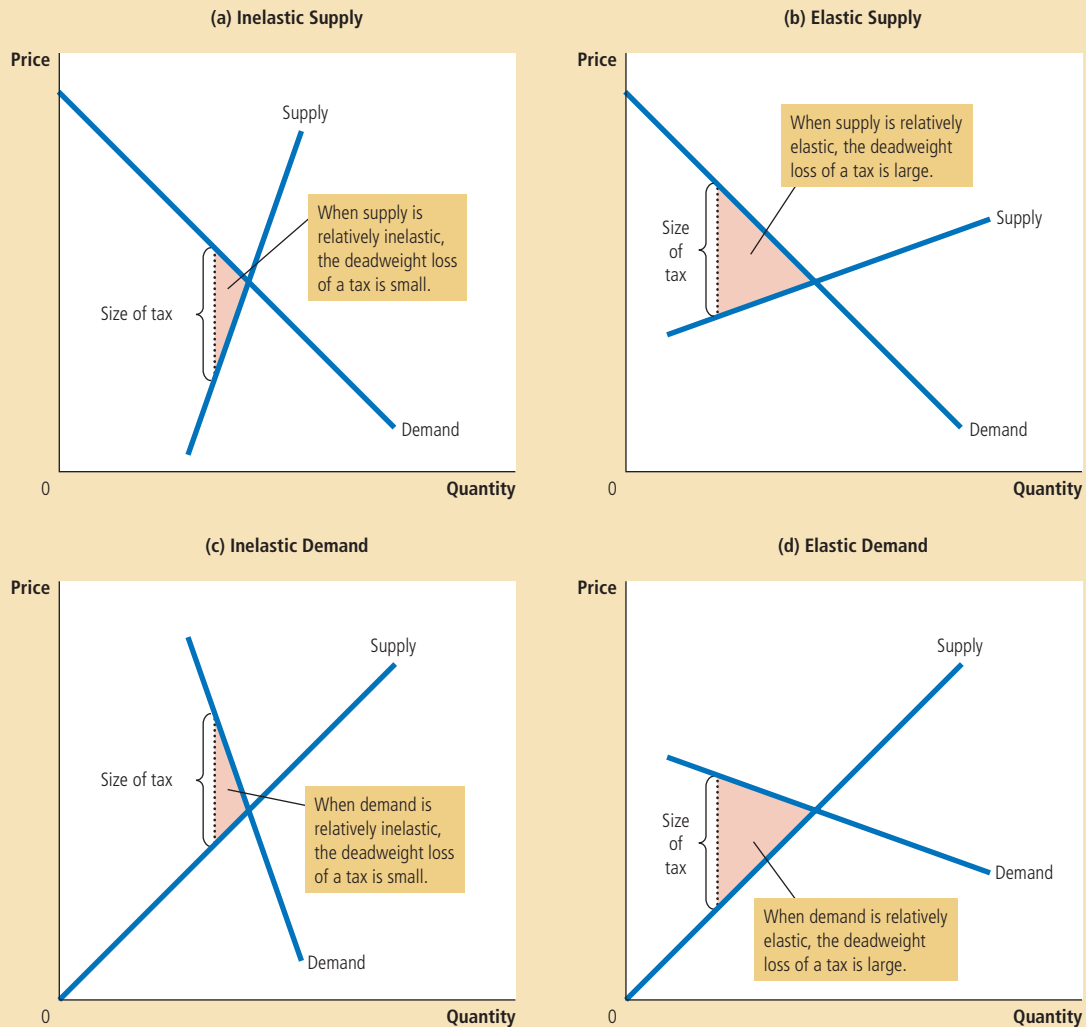 (a) Inelastic Supply
Price
Supply
When supply is
relatively inelastic,
the deadweight loss
of a tax is small.
Size of tax
Demand
0
Quantity
(b) Elastic Supply
Price
When supply is relatively
elastic, the deadweight
loss of a tax is large.
Size
of
tax
Supply
Demand
0
Quantity
(c) Inelastic Demand
Price
Supply
Size of tax
When demand is
relatively inelastic,
the deadweight loss
of a tax is small.
Demand
0
Quantity
(d) Elastic Demand
Price
Supply
Size
of
tax
Demand
When demand is relatively
elastic, the deadweight
loss of a tax is large.
0
Quantity